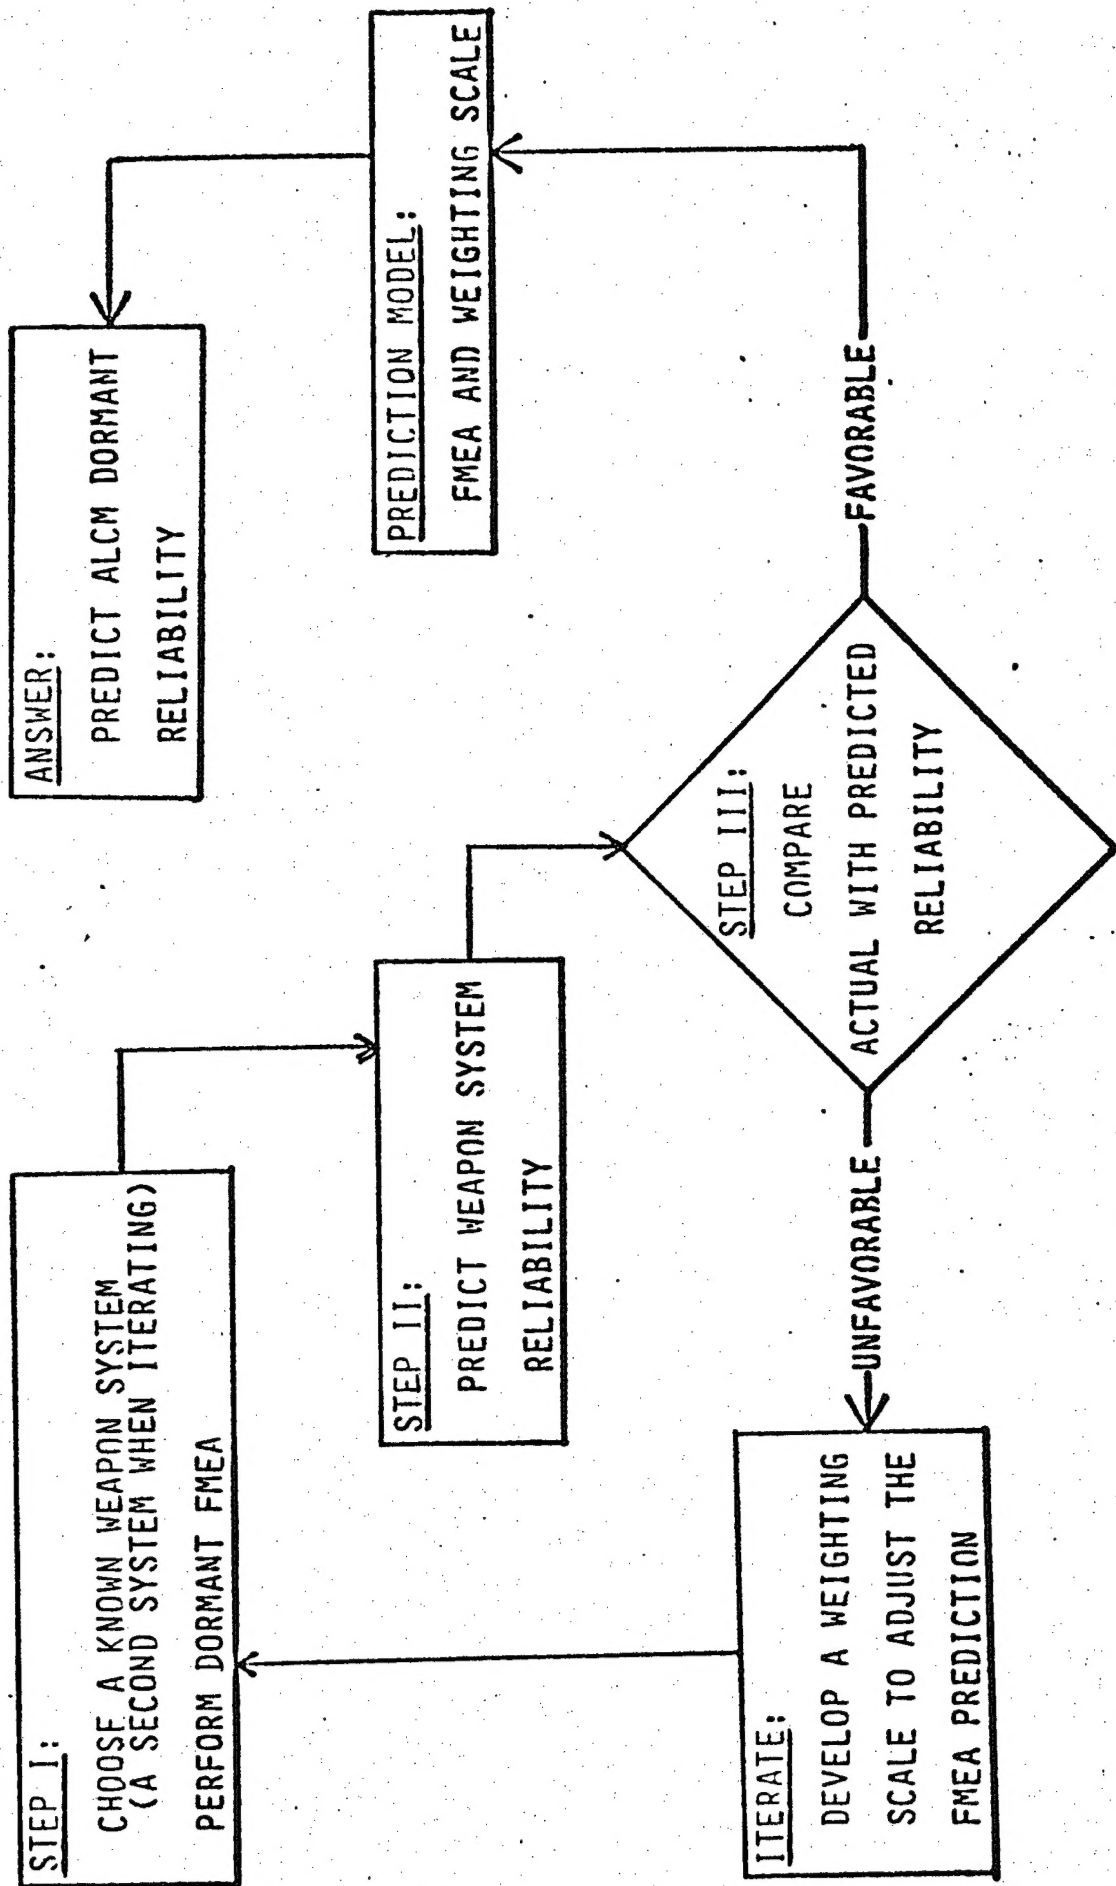 STEP I:
CHOOSE A KNOWN WEAPON SYSTEM
(A SECOND SYSTEM WHEN ITERATING)
PERFORM DORMANT FMEA
STEP II:
PREDICT WEAPON SYSTEM
RELIABILITY
STEP III:
COMPARE
ACTUAL WITH PREDICTED
RELIABILITY
UNFAVORABLE
FAVORABLE
ITERATE:
DEVELOP A WEIGHTING
SCALE TO ADJUST THE
FMEA PREDICTION
PREDICTION MODEL:
FMEA AND WEIGHTING SCALE
ANSWER:
PREDICT ALCM DORMANT
RELIABILITY